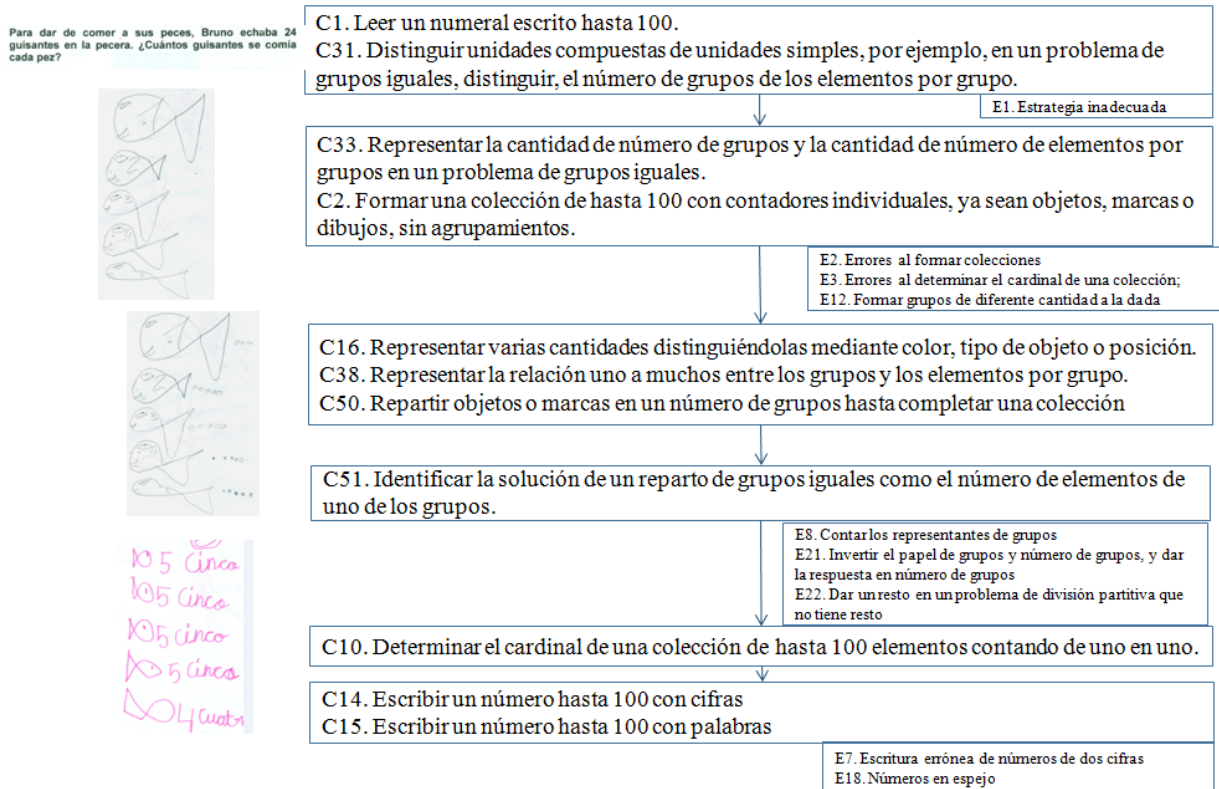 Para dar de comer a sus peces, Bruno echaba 24
guisantes en la pecera. ¿Cuántos guisantes se comía
cada pez?
C1. Leer un numeral escrito hasta 100.
C31. Distinguir unidades compuestas de unidades simples, por ejemplo, en un problema de
grupos iguales, distinguir, el número de grupos de los elementos por grupo.
E1. Estrategia inadecuada
C33. Representar la cantidad de número de grupos y la cantidad de número de elementos por
grupos en un problema de grupos iguales.
C2. Formar una colección de hasta 100 con contadores individuales, ya sean objetos, marcas o
dibujos, sin agrupamientos.
E2. Errores al formar colecciones
E3. Errores al determinar el cardinal de una colección;
E12. Formar grupos de diferente cantidad a la dada
C16. Representar varias cantidades distinguiéndolas mediante color, tipo de objeto o posición.
C38. Representar la relación uno a muchos entre los grupos y los elementos por grupo.
C50. Repartir objetos o marcas en un número de grupos hasta completar una colección
C51. Identificar la solución de un reparto de grupos iguales como el número de elementos de
uno de los grupos.
E8. Contar los representantes de grupos
E21. Invertir el papel de grupos y número de grupos, y dar
la respuesta en número de grupos
E22. Dar un resto en un problema de división partitiva que
no tiene resto
5 Cinco
5 Cinco
5 cinco
5 Cinco
4 cuatr
C10. Determinar el cardinal de una colección de hasta 100 elementos contando de uno en uno.
C14. Escribir un número hasta 100 con cifras
C15. Escribir un número hasta 100 con palabras
E7. Escritura errónea de números de dos cifras
E18. Números en espejo